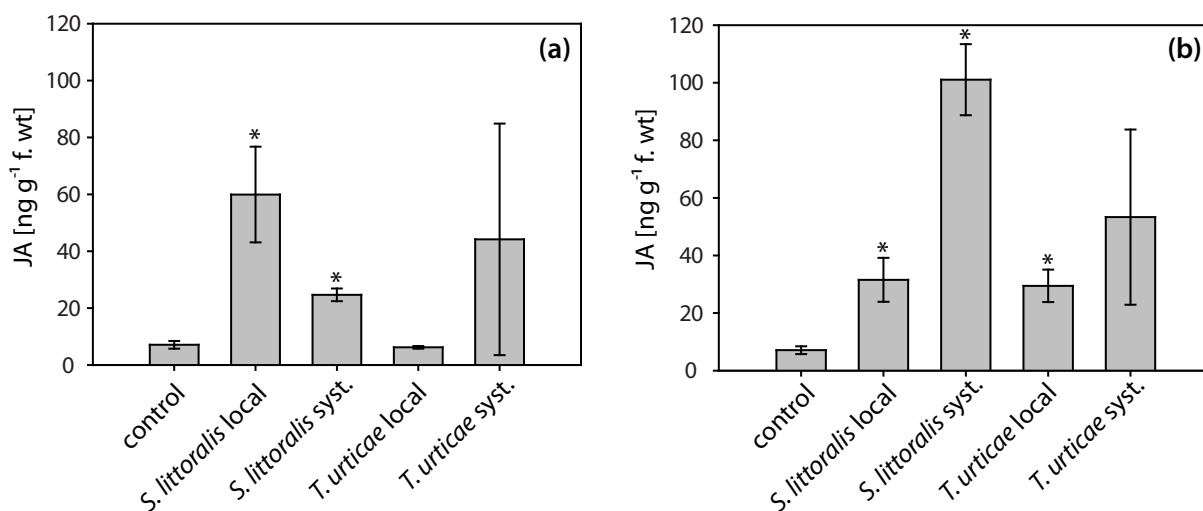 (a)
JA [ng g⁻¹ f. wt]
120
100
80
60
40
20
0
*
*
control
S. littoralis local
S. littoralis syst.
T. urticae local
T. urticae syst.
(b)
JA [ng g⁻¹ f. wt]
120
100
80
60
40
20
0
*
*
*
control
S. littoralis local
S. littoralis syst.
T. urticae local
T. urticae syst.